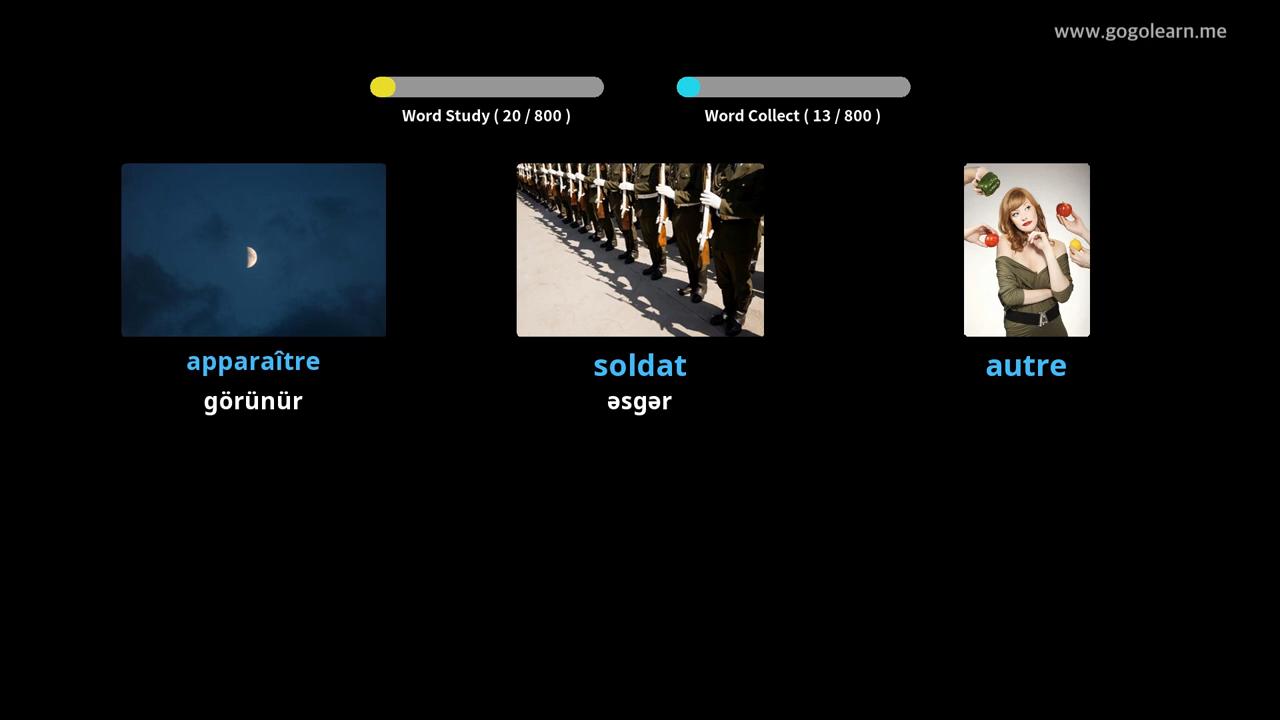 www.gogolearn.me
Word Study ( 20 / 800 )
Word Collect ( 13 / 800 )
apparaître
soldat
autre
görünür
əsgər